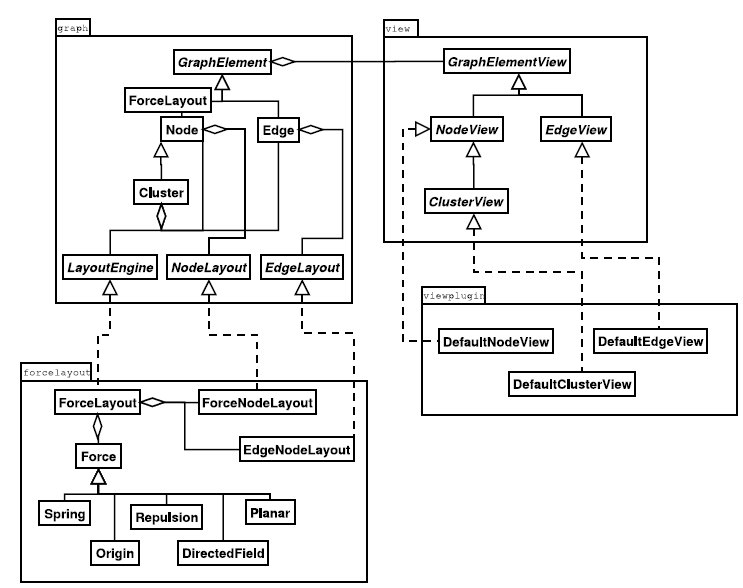 graph
GraphElement
ForceLayout
Node
Edge
Cluster
LayoutEngine
NodeLayout
EdgeLayout
view
GraphElementView
NodeView
EdgeView
ClusterView
viewplugin
DefaultNodeView
DefaultEdgeView
DefaultClusterView
forcelayout
ForceLayout
ForceNodeLayout
EdgeNodeLayout
Force
Spring
Repulsion
Planar
Origin
DirectedField